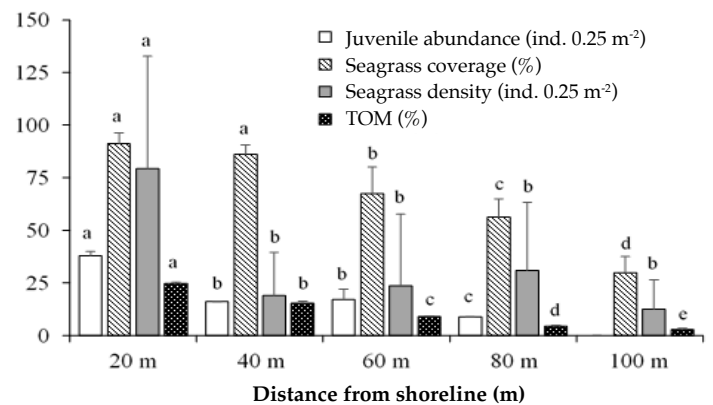 150
125
100
75
50
25
0
Juvenile abundance (ind. 0.25 m⁻²)
Seagrass coverage (%)
Seagrass density (ind. 0.25 m⁻²)
TOM (%)
a a a a
b a b b
b b b c
c c b d
d b e
20 m 40 m 60 m 80 m 100 m
Distance from shoreline (m)